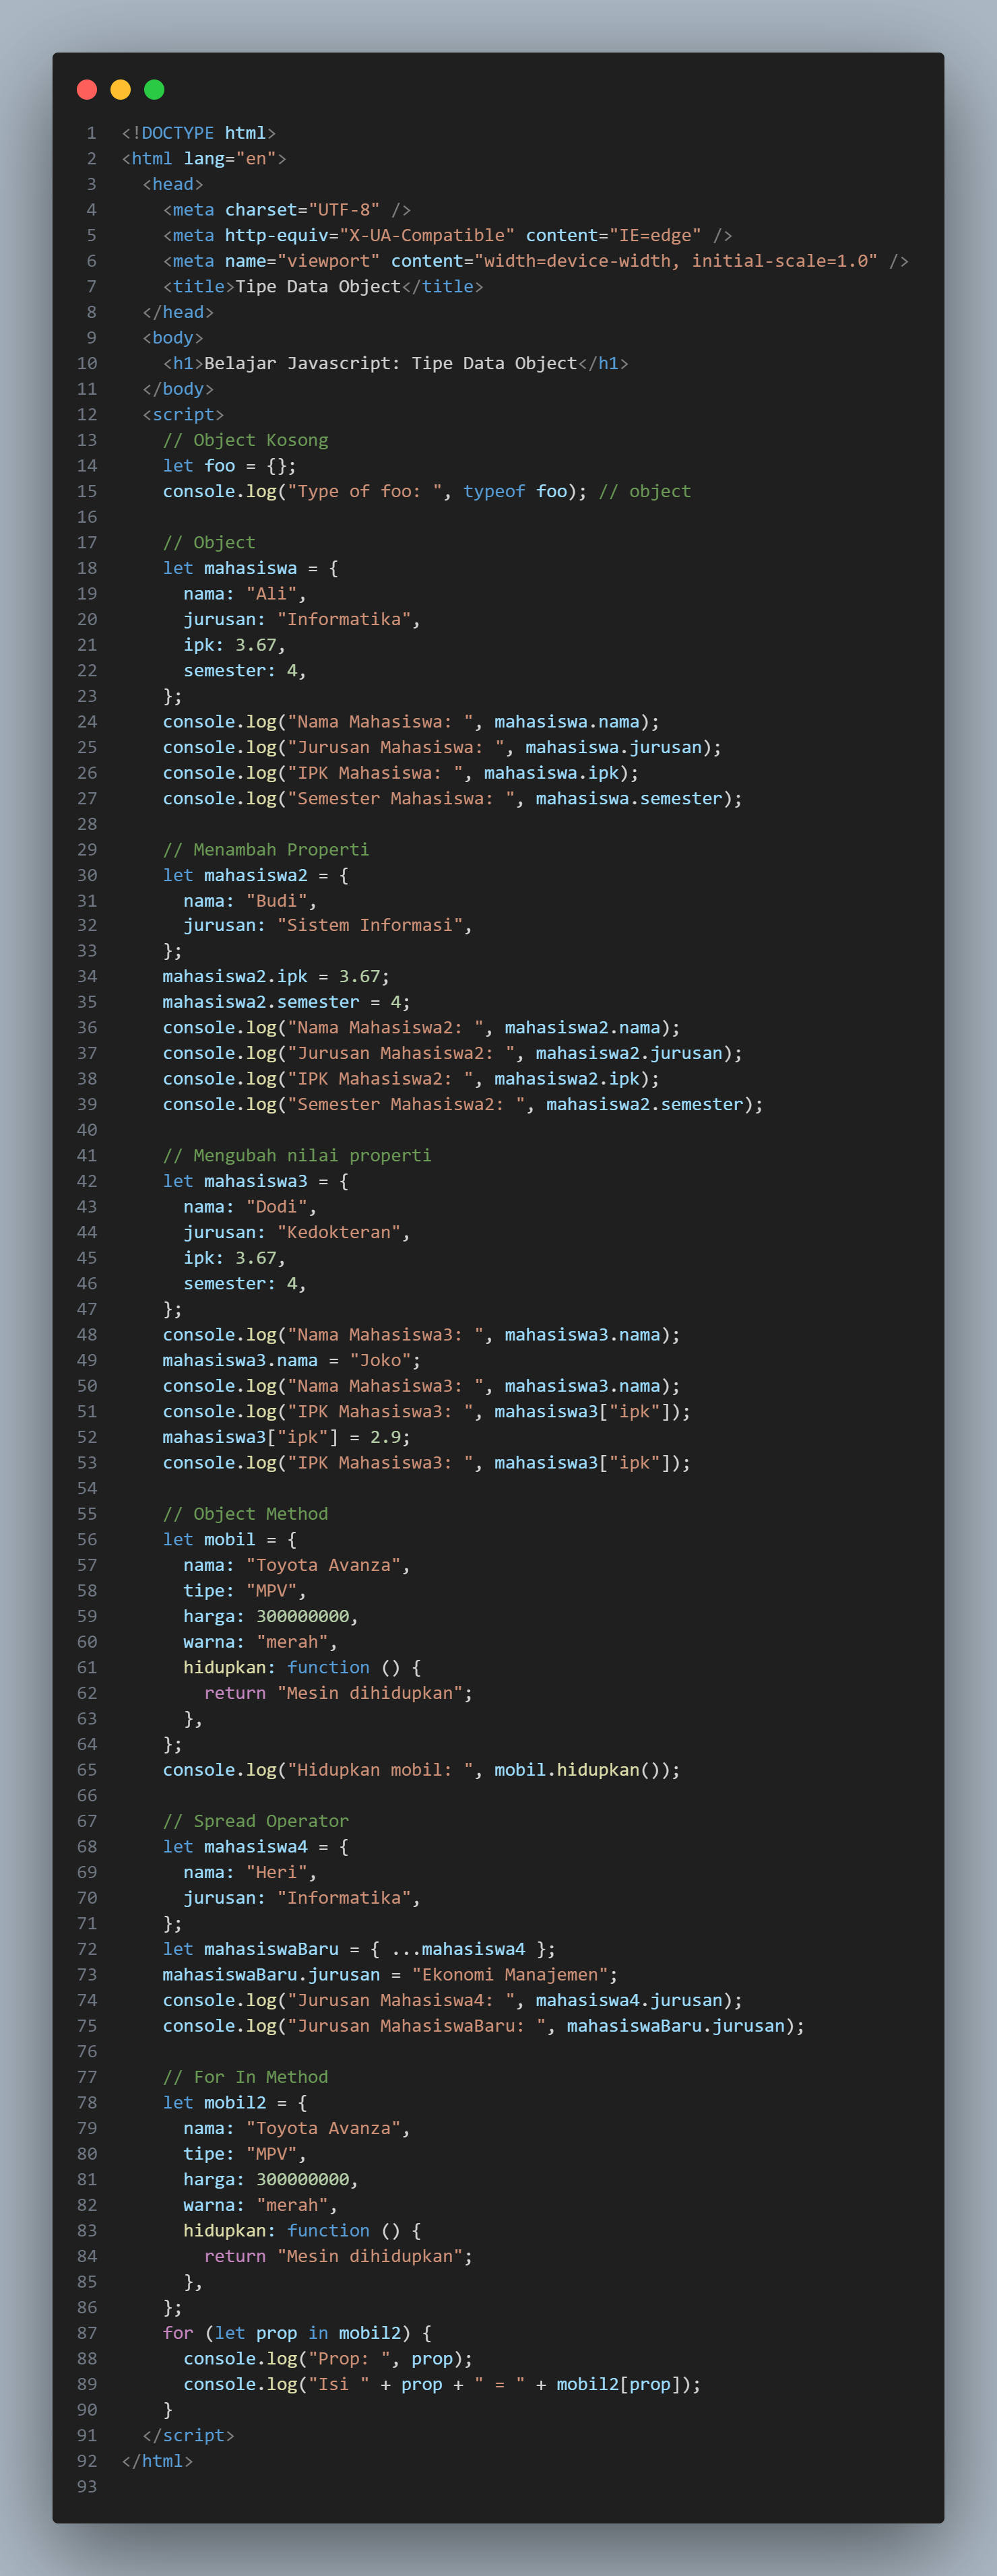 1 <!DOCTYPE html>
2 <html lang="en">
3   <head>
4     <meta charset="UTF-8" />
5     <meta http-equiv="X-UA-Compatible" content="IE=edge" />
6     <meta name="viewport" content="width=device-width, initial-scale=1.0" />
7     <title>Tipe Data Object</title>
8   </head>
9   <body>
10     <h1>Belajar Javascript: Tipe Data Object</h1>
11   </body>
12   <script>
13     // Object Kosong
14     let foo = {};
15     console.log("Type of foo: ", typeof foo); // object
16
17     // Object
18     let mahasiswa = {
19       nama: "Ali",
20       jurusan: "Informatika",
21       ipk: 3.67,
22       semester: 4,
23     };
24     console.log("Nama Mahasiswa: ", mahasiswa.nama);
25     console.log("Jurusan Mahasiswa: ", mahasiswa.jurusan);
26     console.log("IPK Mahasiswa: ", mahasiswa.ipk);
27     console.log("Semester Mahasiswa: ", mahasiswa.semester);
28
29     // Menambah Properti
30     let mahasiswa2 = {
31       nama: "Budi",
32       jurusan: "Sistem Informasi",
33     };
34     mahasiswa2.ipk = 3.67;
35     mahasiswa2.semester = 4;
36     console.log("Nama Mahasiswa2: ", mahasiswa2.nama);
37     console.log("Jurusan Mahasiswa2: ", mahasiswa2.jurusan);
38     console.log("IPK Mahasiswa2: ", mahasiswa2.ipk);
39     console.log("Semester Mahasiswa2: ", mahasiswa2.semester);
40
41     // Mengubah nilai properti
42     let mahasiswa3 = {
43       nama: "Dodi",
44       jurusan: "Kedokteran",
45       ipk: 3.67,
46       semester: 4,
47     };
48     console.log("Nama Mahasiswa3: ", mahasiswa3.nama);
49     mahasiswa3.nama = "Joko";
50     console.log("Nama Mahasiswa3: ", mahasiswa3.nama);
51     console.log("IPK Mahasiswa3: ", mahasiswa3["ipk"]);
52     mahasiswa3["ipk"] = 2.9;
53     console.log("IPK Mahasiswa3: ", mahasiswa3["ipk"]);
54
55     // Object Method
56     let mobil = {
57       nama: "Toyota Avanza",
58       tipe: "MPV",
59       harga: 300000000,
60       warna: "merah",
61       hidupkan: function () {
62         return "Mesin dihidupkan";
63       },
64     };
65     console.log("Hidupkan mobil: ", mobil.hidupkan());
66
67     // Spread Operator
68     let mahasiswa4 = {
69       nama: "Heri",
70       jurusan: "Informatika",
71     };
72     let mahasiswaBaru = { ...mahasiswa4 };
73     mahasiswaBaru.jurusan = "Ekonomi Manajemen";
74     console.log("Jurusan Mahasiswa4: ", mahasiswa4.jurusan);
75     console.log("Jurusan MahasiswaBaru: ", mahasiswaBaru.jurusan);
76
77     // For In Method
78     let mobil2 = {
79       nama: "Toyota Avanza",
80       tipe: "MPV",
81       harga: 300000000,
82       warna: "merah",
83       hidupkan: function () {
84         return "Mesin dihidupkan";
85       },
86     };
87     for (let prop in mobil2) {
88       console.log("Prop: ", prop);
89       console.log("Isi " + prop + " = " + mobil2[prop]);
90     }
91   </script>
92 </html>
93